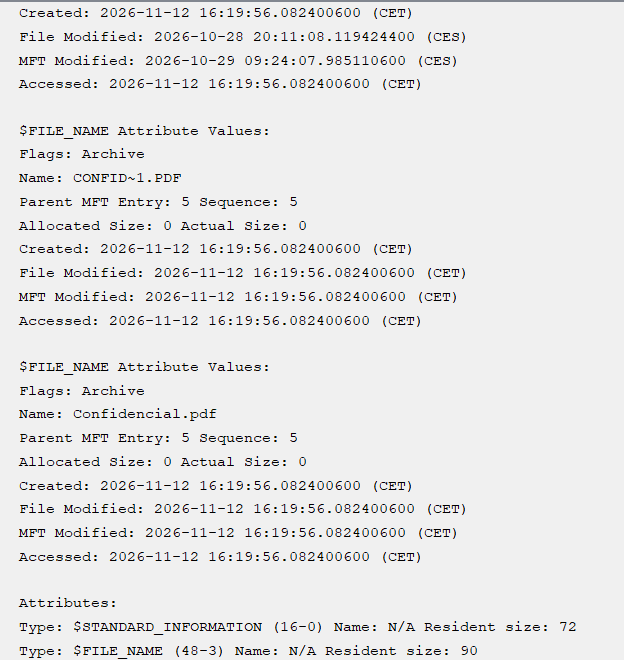 Created: 2026-11-12 16:19:56.082400600 (CET)
File Modified: 2026-10-28 20:11:08.119424400 (CES)
MFT Modified: 2026-10-29 09:24:07.985110600 (CES)
Accessed: 2026-11-12 16:19:56.082400600 (CET)
$FILE_NAME Attribute Values:
Flags: Archive
Name: CONFID~1.PDF
Parent MFT Entry: 5 Sequence: 5
Allocated Size: 0 Actual Size: 0
Created: 2026-11-12 16:19:56.082400600 (CET)
File Modified: 2026-11-12 16:19:56.082400600 (CET)
MFT Modified: 2026-11-12 16:19:56.082400600 (CET)
Accessed: 2026-11-12 16:19:56.082400600 (CET)
$FILE_NAME Attribute Values:
Flags: Archive
Name: Confidencial.pdf
Parent MFT Entry: 5 Sequence: 5
Allocated Size: 0 Actual Size: 0
Created: 2026-11-12 16:19:56.082400600 (CET)
File Modified: 2026-11-12 16:19:56.082400600 (CET)
MFT Modified: 2026-11-12 16:19:56.082400600 (CET)
Accessed: 2026-11-12 16:19:56.082400600 (CET)
Attributes:
Type: $STANDARD_INFORMATION (16-0) Name: N/A Resident size: 72
Type: $FILE_NAME (48-3) Name: N/A Resident size: 90